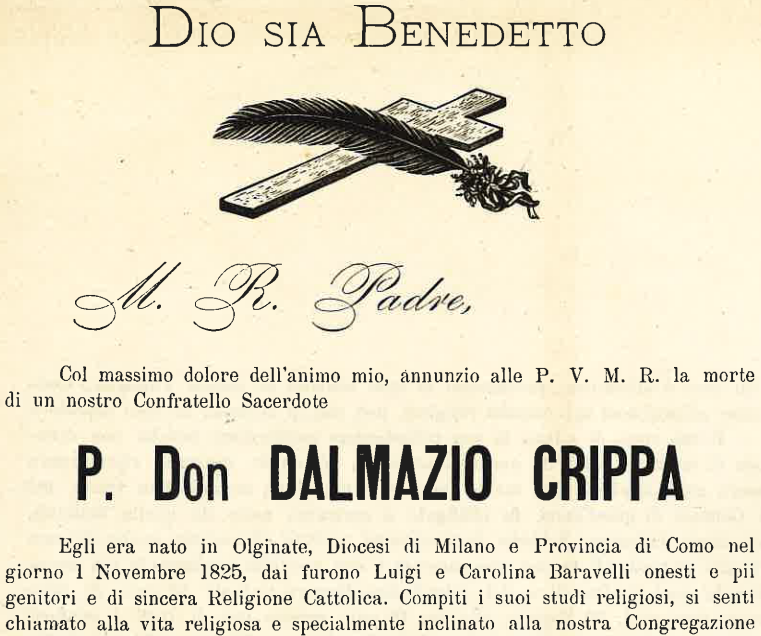 DIO SIA BENEDETTO
M. R. Padre,
Col massimo dolore dell'animo mio, annunzio alle P. V. M. R. la morte
di un nostro Confratello Sacerdote
P. Don DALMAZIO CRIPPA
Egli era nato in Olginate, Diocesi di Milano e Provincia di Como nel
giorno 1 Novembre 1825, dai furono Luigi e Carolina Baravelli onesti e pii
genitori e di sincera Religione Cattolica. Compiti i suoi studî religiosi, si sentì
chiamato alla vita religiosa e specialmente inclinato alla nostra Congregazione